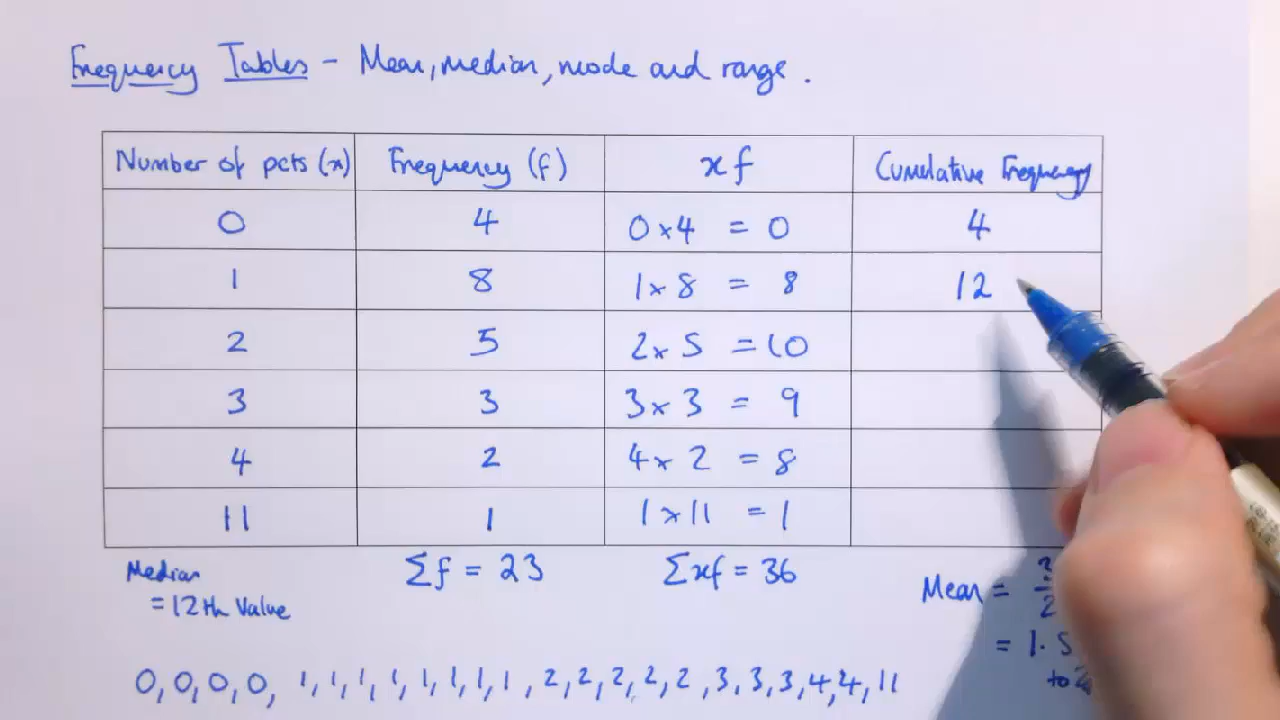 Frequency Tables - Mean, median, mode and range.
Number of pets (x) Frequency (f) xf Cumulative Frequency
0 4 0×4 = 0 4
1 8 1×8 = 8 12
2 5 2×5 = 10
3 3 3×3 = 9
4 2 4×2 = 8
11 1 1×11 = 1
Median Σf = 23 Σxf = 36
= 12th Value Mean =
= 1.5
to
0,0,0,0, 1,1,1,1,1,1,1,1,2,2,2,2,2,3,3,3,4,4,11